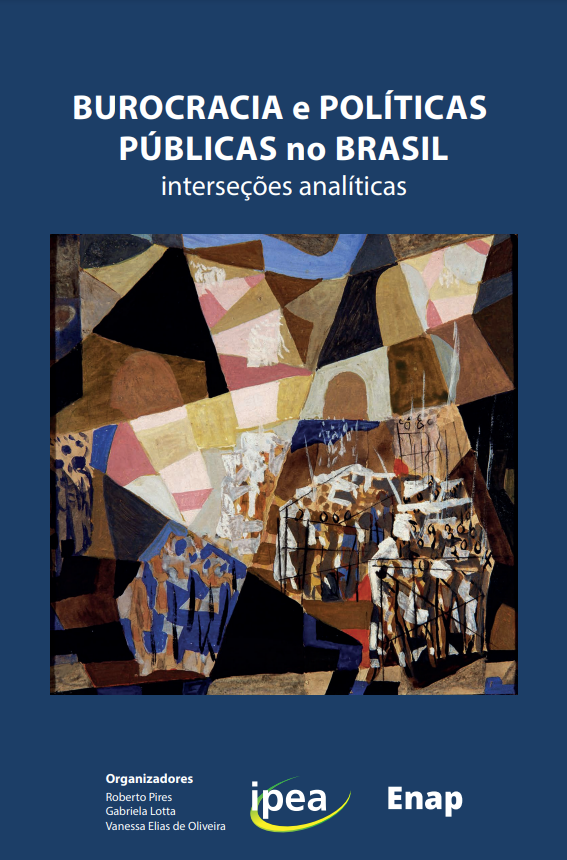 BUROCRACIA e POLÍTICAS
PÚBLICAS no BRASIL
interseções analíticas
Organizadores
Roberto Pires
Gabriela Lotta
Vanessa Elias de Oliveira
ipea
Enap